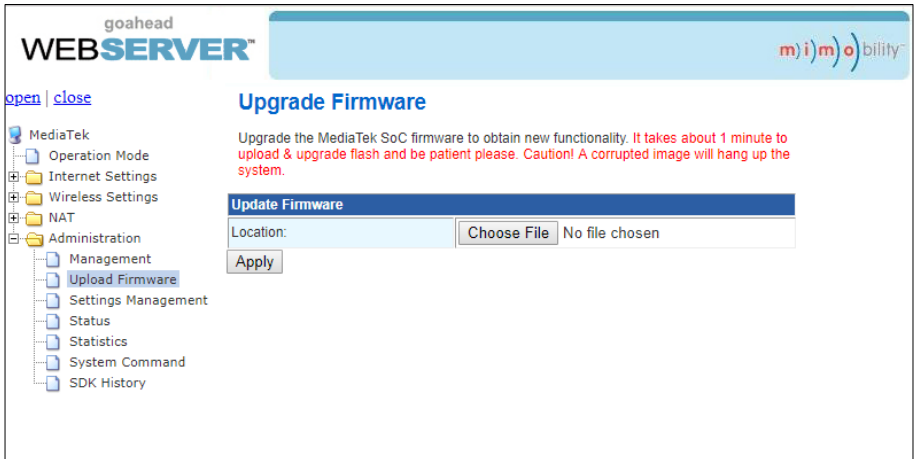 goahead
WEBSERVER™
m)i)m)o)bility™
open | close
MediaTek
Operation Mode
Internet Settings
Wireless Settings
NAT
Administration
Management
Upload Firmware
Settings Management
Status
Statistics
System Command
SDK History
Upgrade Firmware
Upgrade the MediaTek SoC firmware to obtain new functionality. It takes about 1 minute to
upload & upgrade flash and be patient please. Caution! A corrupted image will hang up the
system.
Update Firmware
Location: Choose File No file chosen
Apply